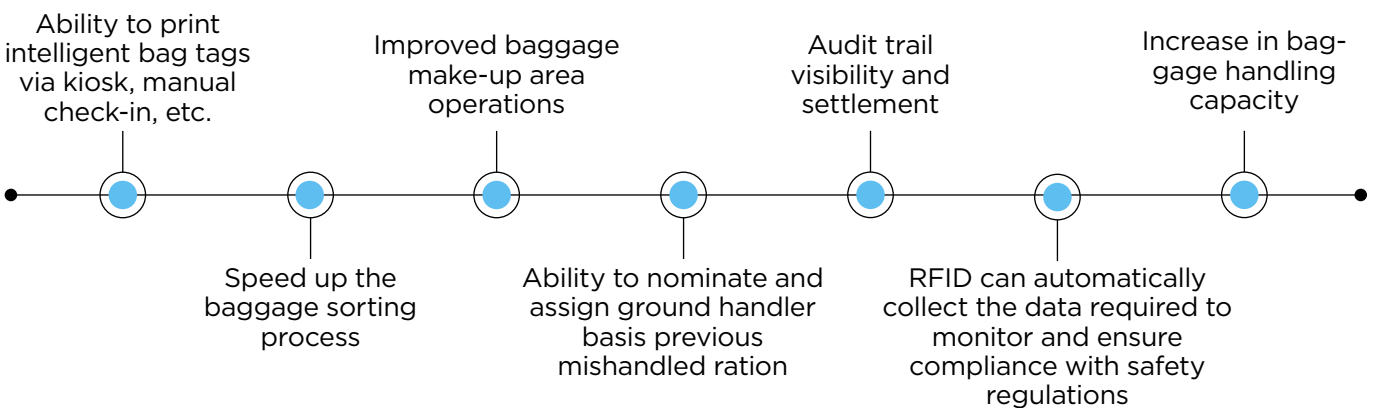 Ability to print
intelligent bag tags
via kiosk, manual
check-in, etc.
Speed up the
baggage sorting
process
Improved baggage
make-up area
operations
Ability to nominate and
assign ground handler
basis previous
mishandled ration
Audit trail
visibility and
settlement
RFID can automatically
collect the data required to
monitor and ensure
compliance with safety
regulations
Increase in bag-
gage handling
capacity